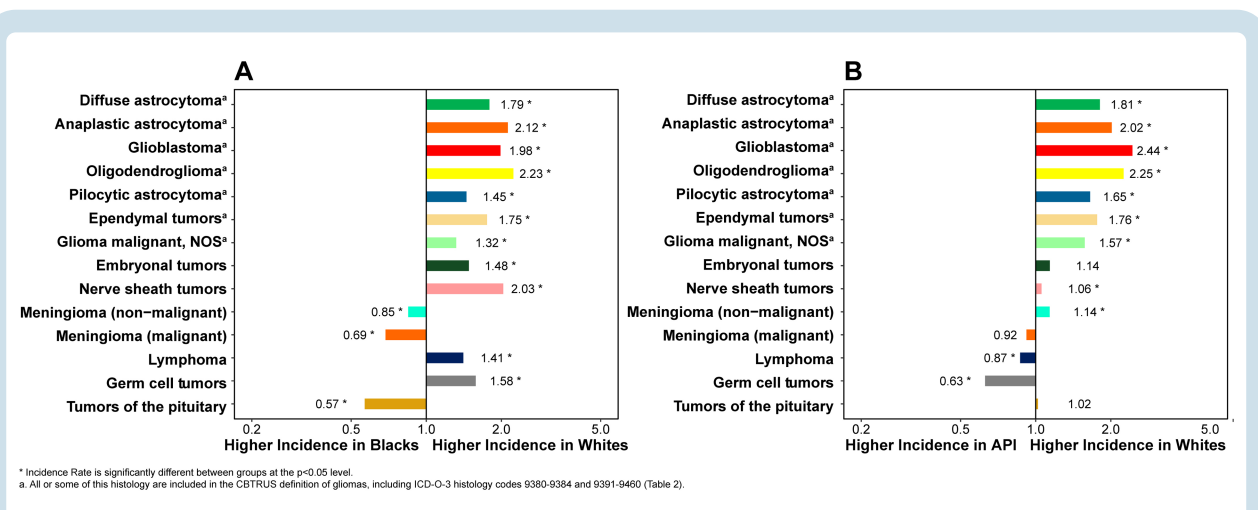 A
Diffuse astrocytomaª 1.79 *
Anaplastic astrocytomaª 2.12 *
Glioblastomaª 1.98 *
Oligodendrogliomaª 2.23 *
Pilocytic astrocytomaª 1.45 *
Ependymal tumorsª 1.75 *
Glioma malignant, NOSª 1.32 *
Embryonal tumors 1.48 *
Nerve sheath tumors 2.03 *
Meningioma (non−malignant) 0.85 *
Meningioma (malignant) 0.69 *
Lymphoma 1.41 *
Germ cell tumors 1.58 *
Tumors of the pituitary 0.57 *
0.2 0.5 1.0 2.0 5.0
Higher Incidence in Blacks Higher Incidence in Whites
B
Diffuse astrocytomaª 1.81 *
Anaplastic astrocytomaª 2.02 *
Glioblastomaª 2.44 *
Oligodendrogliomaª 2.25 *
Pilocytic astrocytomaª 1.65 *
Ependymal tumorsª 1.76 *
Glioma malignant, NOSª 1.57 *
Embryonal tumors 1.14
Nerve sheath tumors 1.06 *
Meningioma (non−malignant) 1.14 *
Meningioma (malignant) 0.92
Lymphoma 0.87 *
Germ cell tumors 0.63 *
Tumors of the pituitary 1.02
0.2 0.5 1.0 2.0 5.0
Higher Incidence in API Higher Incidence in Whites
* Incidence Rate is significantly different between groups at the p<0.05 level.
a. All or some of this histology are included in the CBTRUS definition of gliomas, including ICD-O-3 histology codes 9380-9384 and 9391-9460 (Table 2).